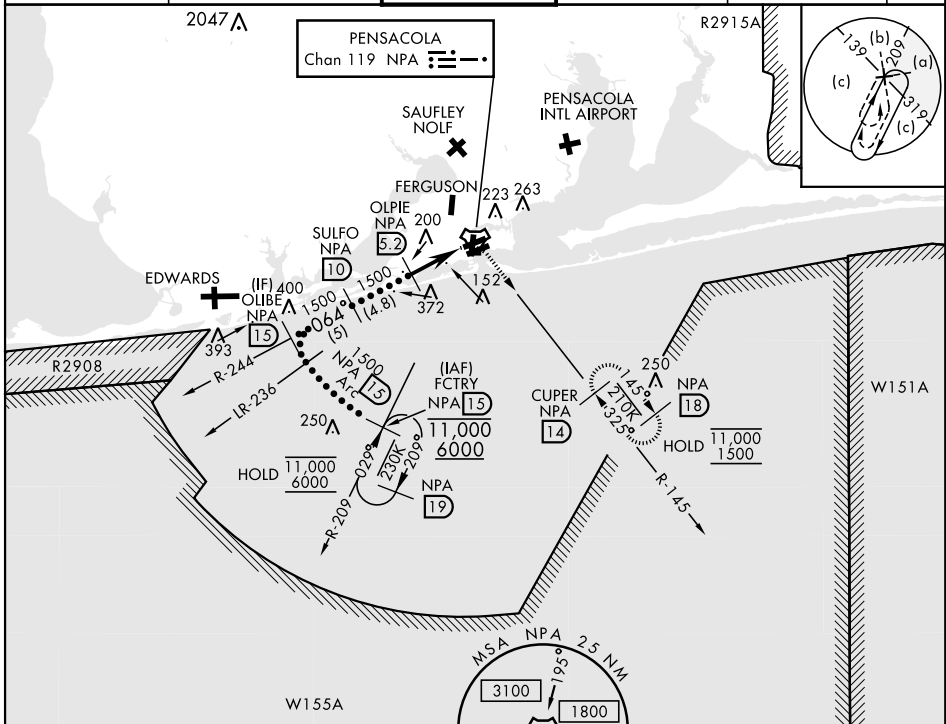 2047
PENSACOLA
Chan 119 NPA
R2915A
139
(b)
209
(a)
(c)
319
(c)
SAUFLEY
NOLF
PENSACOLA
INTL AIRPORT
FERGUSON
223 263
OLPIE
NPA
5.2
200
SULFO
NPA
10
EDWARDS
(IF)
OLIBE
NPA
15
400
1500
1500
064°
(5)
(4.8)
372
152
393
R-244
R2908
LR-236
1500
NPA
Arc
15
250
(IAF)
FCTRY
NPA 15
11,000
6000
HOLD
11,000
6000
029°
230K
209°
NPA
19
R-209
CUPER
NPA
14
250
145°
210K
325°
NPA
18
HOLD
11,000
1500
R-145
W151A
W155A
MSA NPA 25 NM
195°
3100
1800